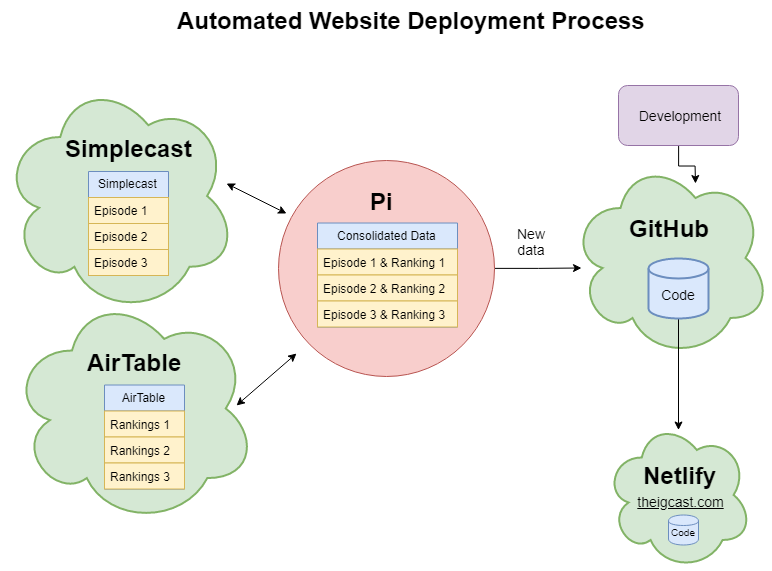 Automated Website Deployment Process
Simplecast
Simplecast
Episode 1
Episode 2
Episode 3
AirTable
AirTable
Rankings 1
Rankings 2
Rankings 3
Pi
Consolidated Data
Episode 1 & Ranking 1
Episode 2 & Ranking 2
Episode 3 & Ranking 3
New
data
Development
GitHub
Code
Netlify
theigcast.com
Code